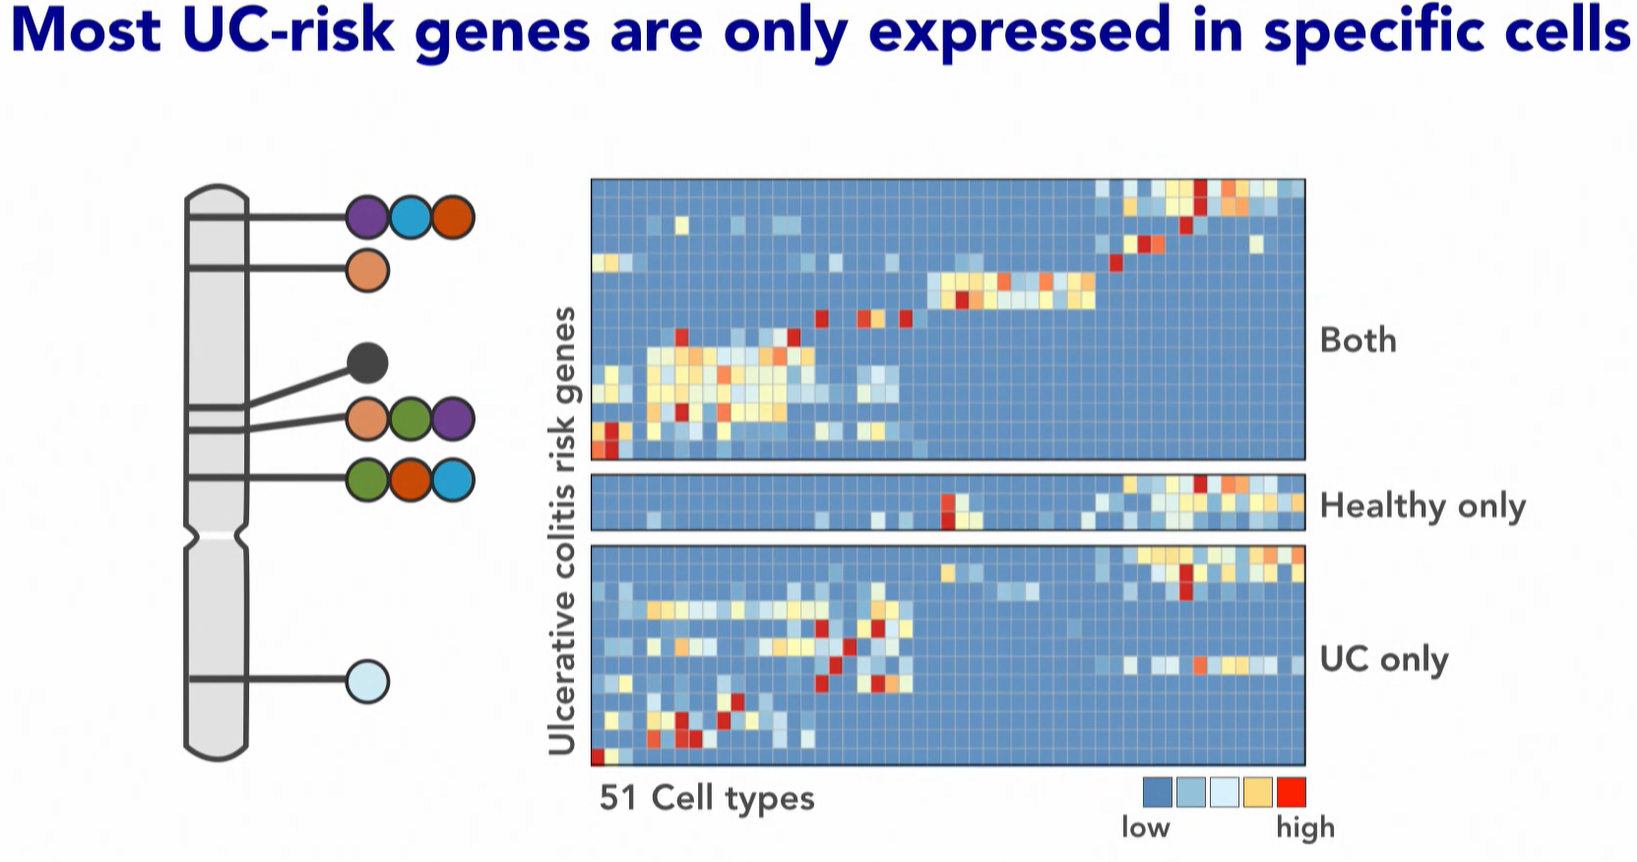 Most UC-risk genes are only expressed in specific cells
Ulcerative colitis risk genes
Both
Healthy only
UC only
51 Cell types
low
high